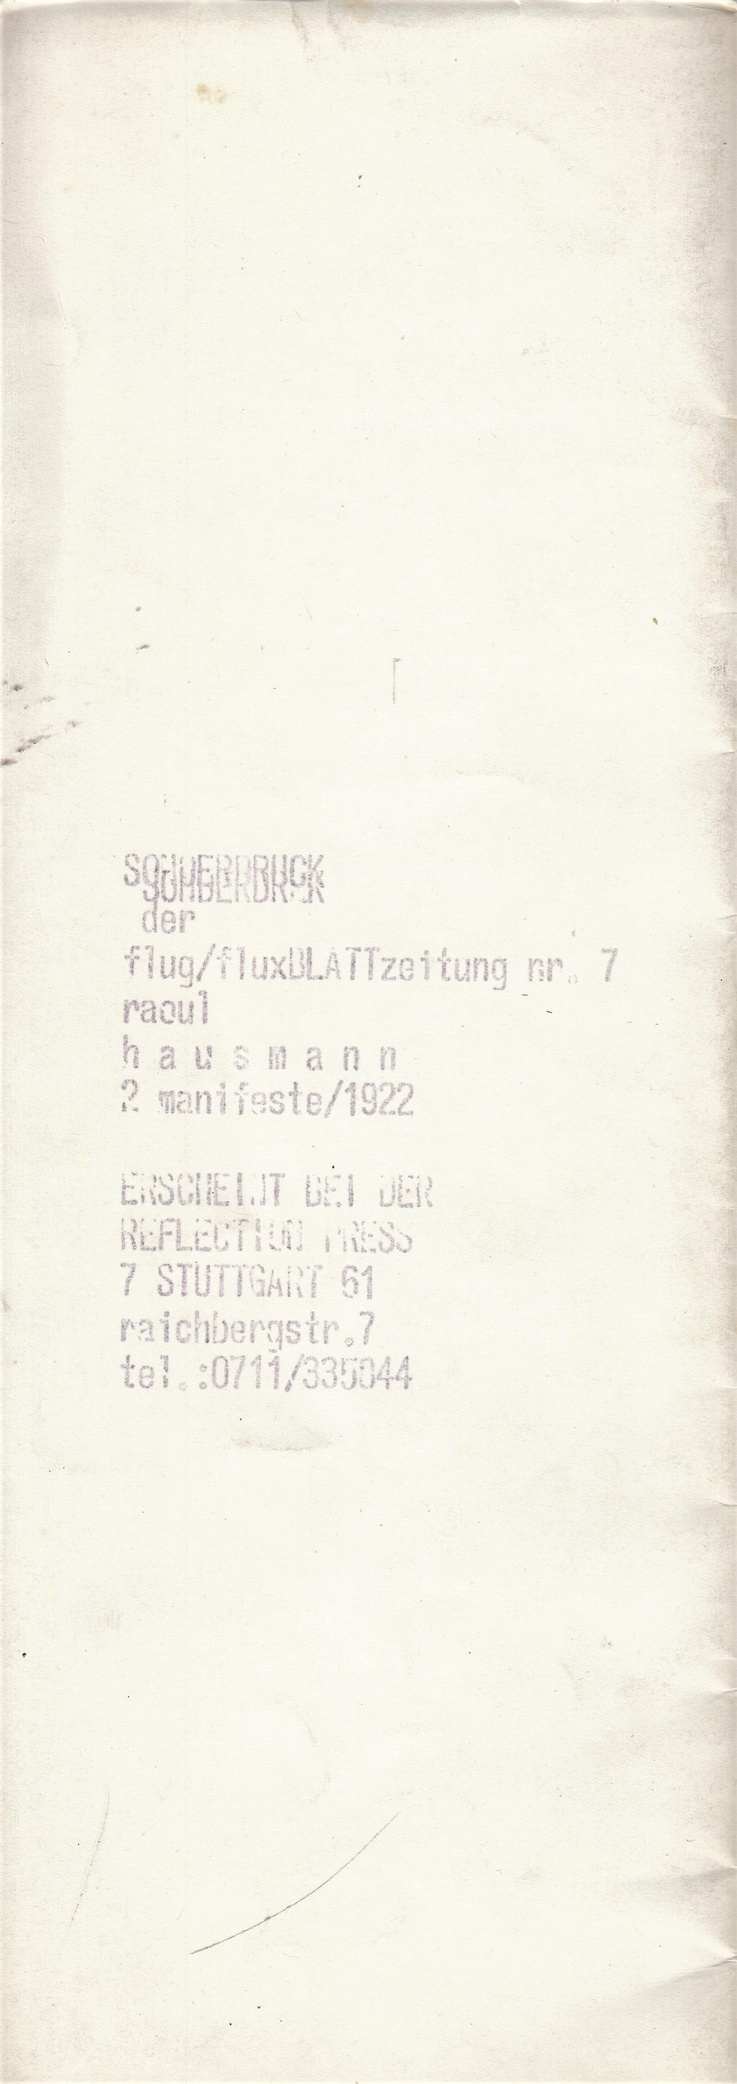 SONDERDRUCK
SONDERDRUCK
der
flug/fluxBLATTzeitung nr. 7
raoul
h a u s m a n n
2 manifeste/1922
ERSCHEINT BEI DER
REFLECTION PRESS
7 STUTTGART 61
raichbergstr.7
tel.:0711/335044